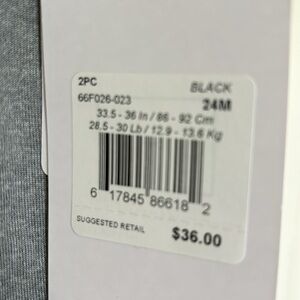 2PC BLACK
66F026-023 24M
33.5 - 36 In / 86 - 92 Cm
28.5 - 30 Lb / 12.9 - 13.6 Kg
6 17845 86618 2
SUGGESTED RETAIL $36.00